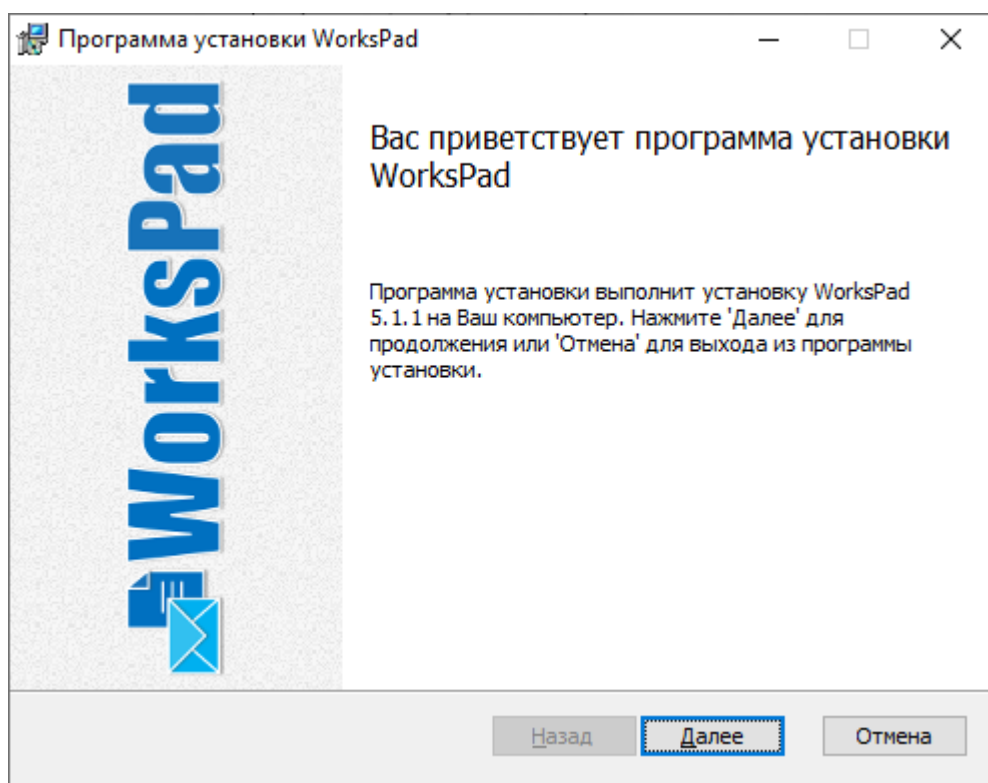 Программа установки WorksPad
WorksPad
Вас приветствует программа установки
WorksPad
Программа установки выполнит установку WorksPad
5.1.1 на Ваш компьютер. Нажмите 'Далее' для
продолжения или 'Отмена' для выхода из программы
установки.
Назад Далее Отмена